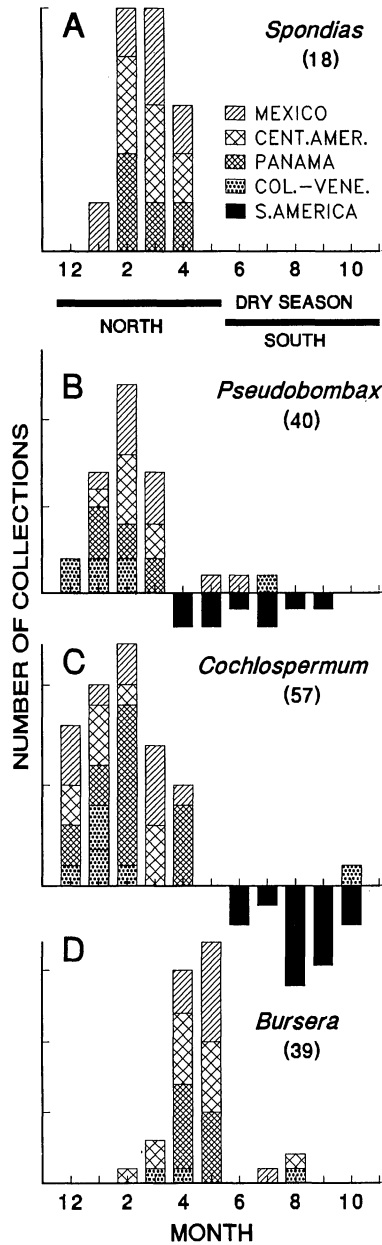 A
Spondias
(18)
MEXICO
CENT.AMER.
PANAMA
COL.-VENE.
S.AMERICA
12 2 4 6 8 10
DRY SEASON
NORTH
SOUTH
B
Pseudobombax
(40)
NUMBER OF COLLECTIONS
C
Cochlospermum
(57)
D
Bursera
(39)
12 2 4 6 8 10
MONTH